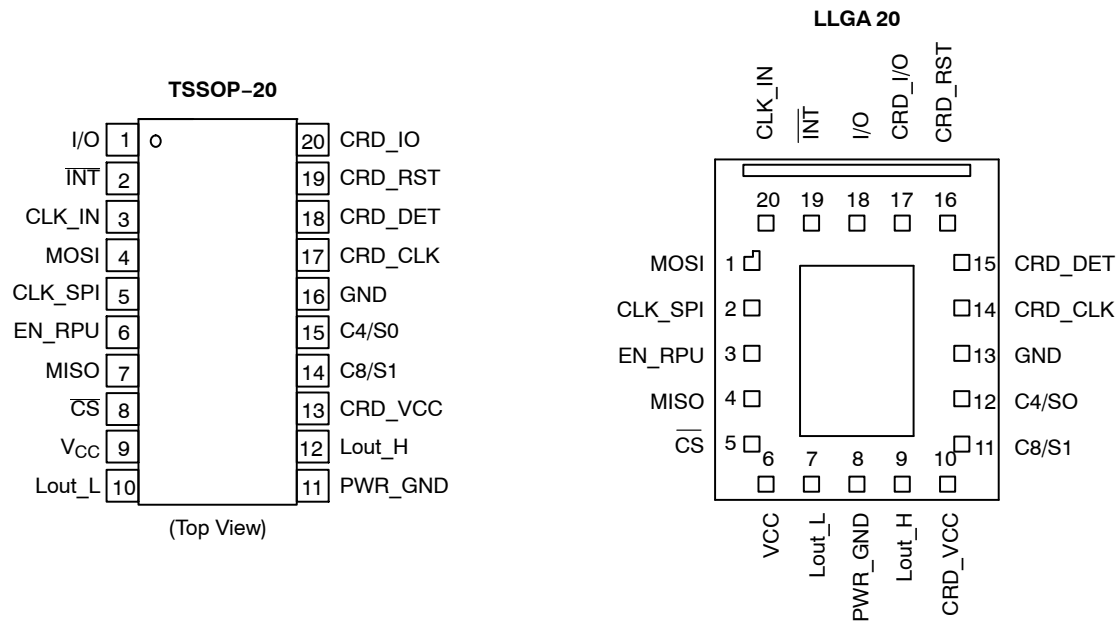 TSSOP–20
I/O 1 20 CRD_IO
INT 2 19 CRD_RST
CLK_IN 3 18 CRD_DET
MOSI 4 17 CRD_CLK
CLK_SPI 5 16 GND
EN_RPU 6 15 C4/S0
MISO 7 14 C8/S1
CS 8 13 CRD_VCC
VCC 9 12 Lout_H
Lout_L 10 11 PWR_GND
(Top View)
LLGA 20
CLK_IN INT I/O CRD_I/O CRD_RST
20 19 18 17 16
MOSI 1 15 CRD_DET
CLK_SPI 2 14 CRD_CLK
EN_RPU 3 13 GND
MISO 4 12 C4/SO
CS 5 11 C8/S1
6 7 8 9 10
VCC Lout_L PWR_GND Lout_H CRD_VCC